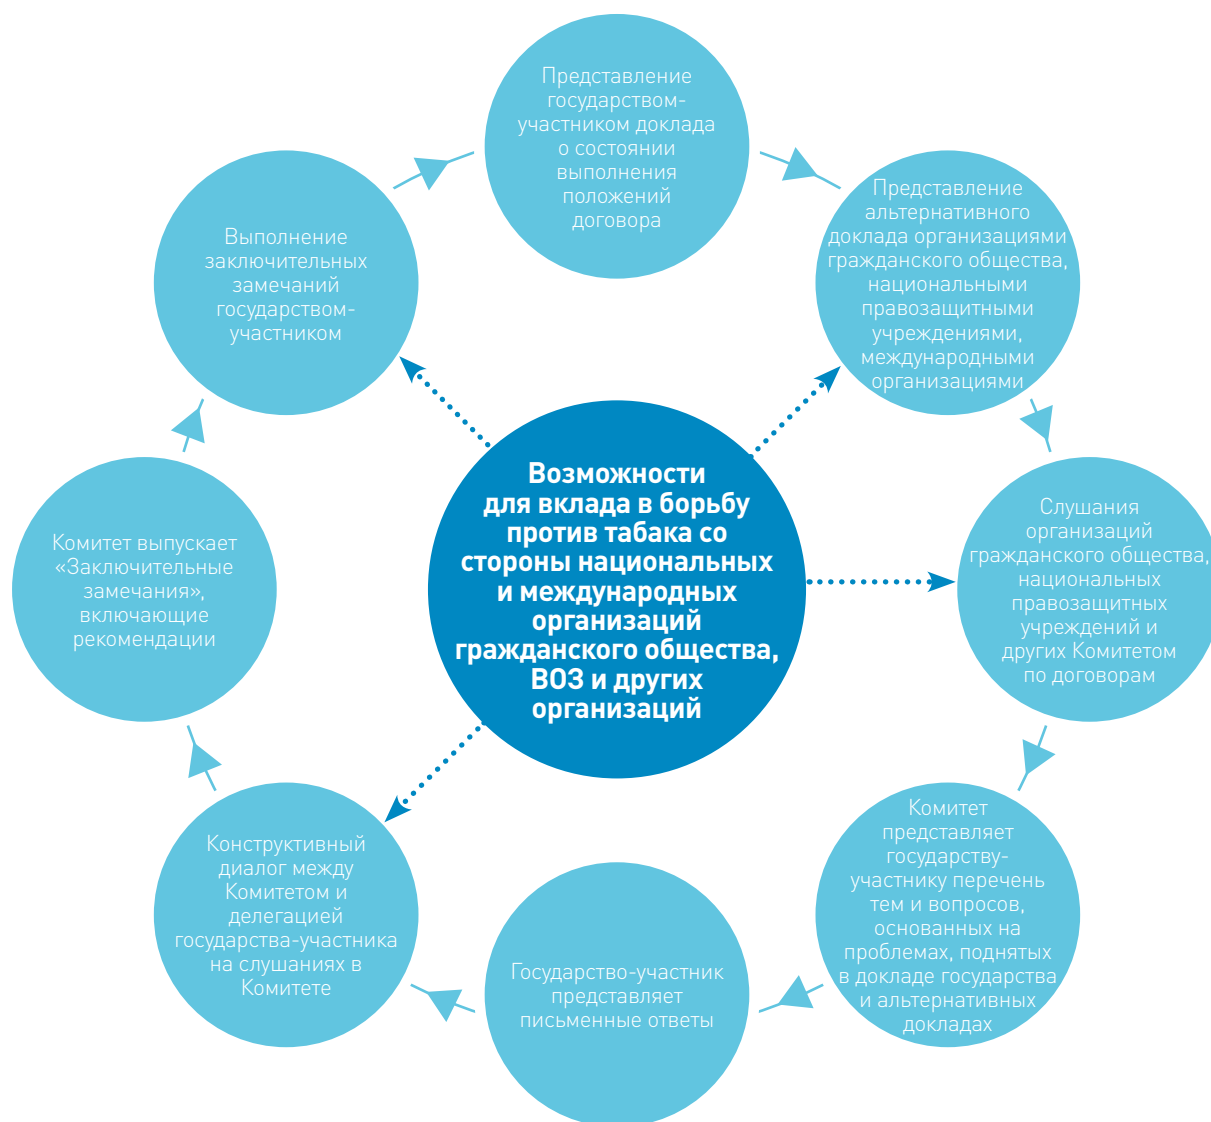 Представление
государством-
участником доклада
о состоянии
выполнения
положений
договора
Представление
альтернативного
доклада организациями
гражданского общества,
национальными
правозащитными
учреждениями,
международными
организациями
Слушания
организаций
гражданского общества,
национальных
правозащитных
учреждений и
других Комитетом
по договорам
Комитет
представляет
государству-
участнику перечень
тем и вопросов,
основанных на
проблемах, поднятых
в докладе государства
и альтернативных
докладах
Государство-участник
представляет
письменные ответы
Конструктивный
диалог между
Комитетом и
делегацией
государства-участника
на слушаниях в
Комитете
Комитет выпускает
«Заключительные
замечания»,
включающие
рекомендации
Выполнение
заключительных
замечаний
государством-
участником
Возможности
для вклада в борьбу
против табака со
стороны национальных
и международных
организаций
гражданского общества,
ВОЗ и других
организаций